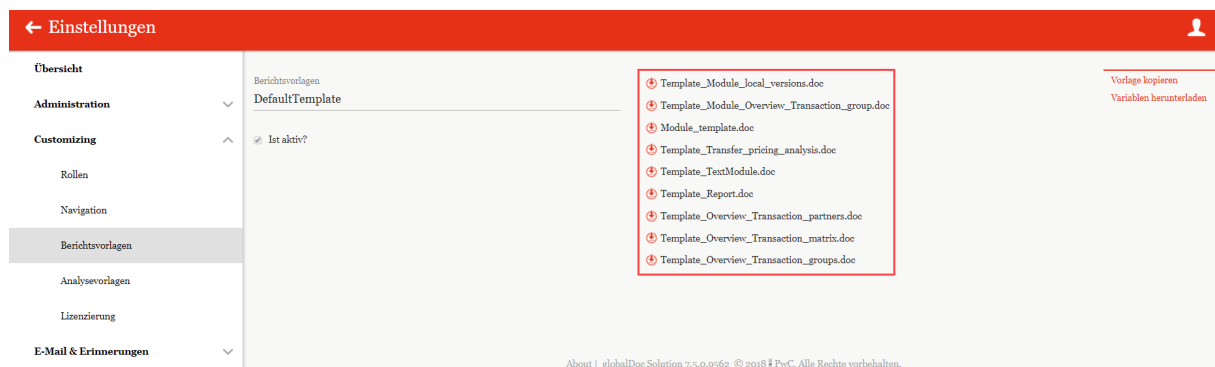 Einstellungen
Übersicht
Administration
Customizing
Rollen
Navigation
Berichtsvorlagen
Analysevorlagen
Lizenzierung
E-Mail & Erinnerungen
Berichtsvorlagen
DefaultTemplate
Ist aktiv?
Template_Module_local_versions.doc
Template_Module_Overview_Transaction_group.doc
Module_template.doc
Template_Transfer_pricing_analysis.doc
Template_TextModule.doc
Template_Report.doc
Template_Overview_Transaction_partners.doc
Template_Overview_Transaction_matrix.doc
Template_Overview_Transaction_groups.doc
Vorlage kopieren
Variablen herunterladen
About | globalDoc Solution 7.5.0.9562 © 2018 PwC. Alle Rechte vorbehalten.